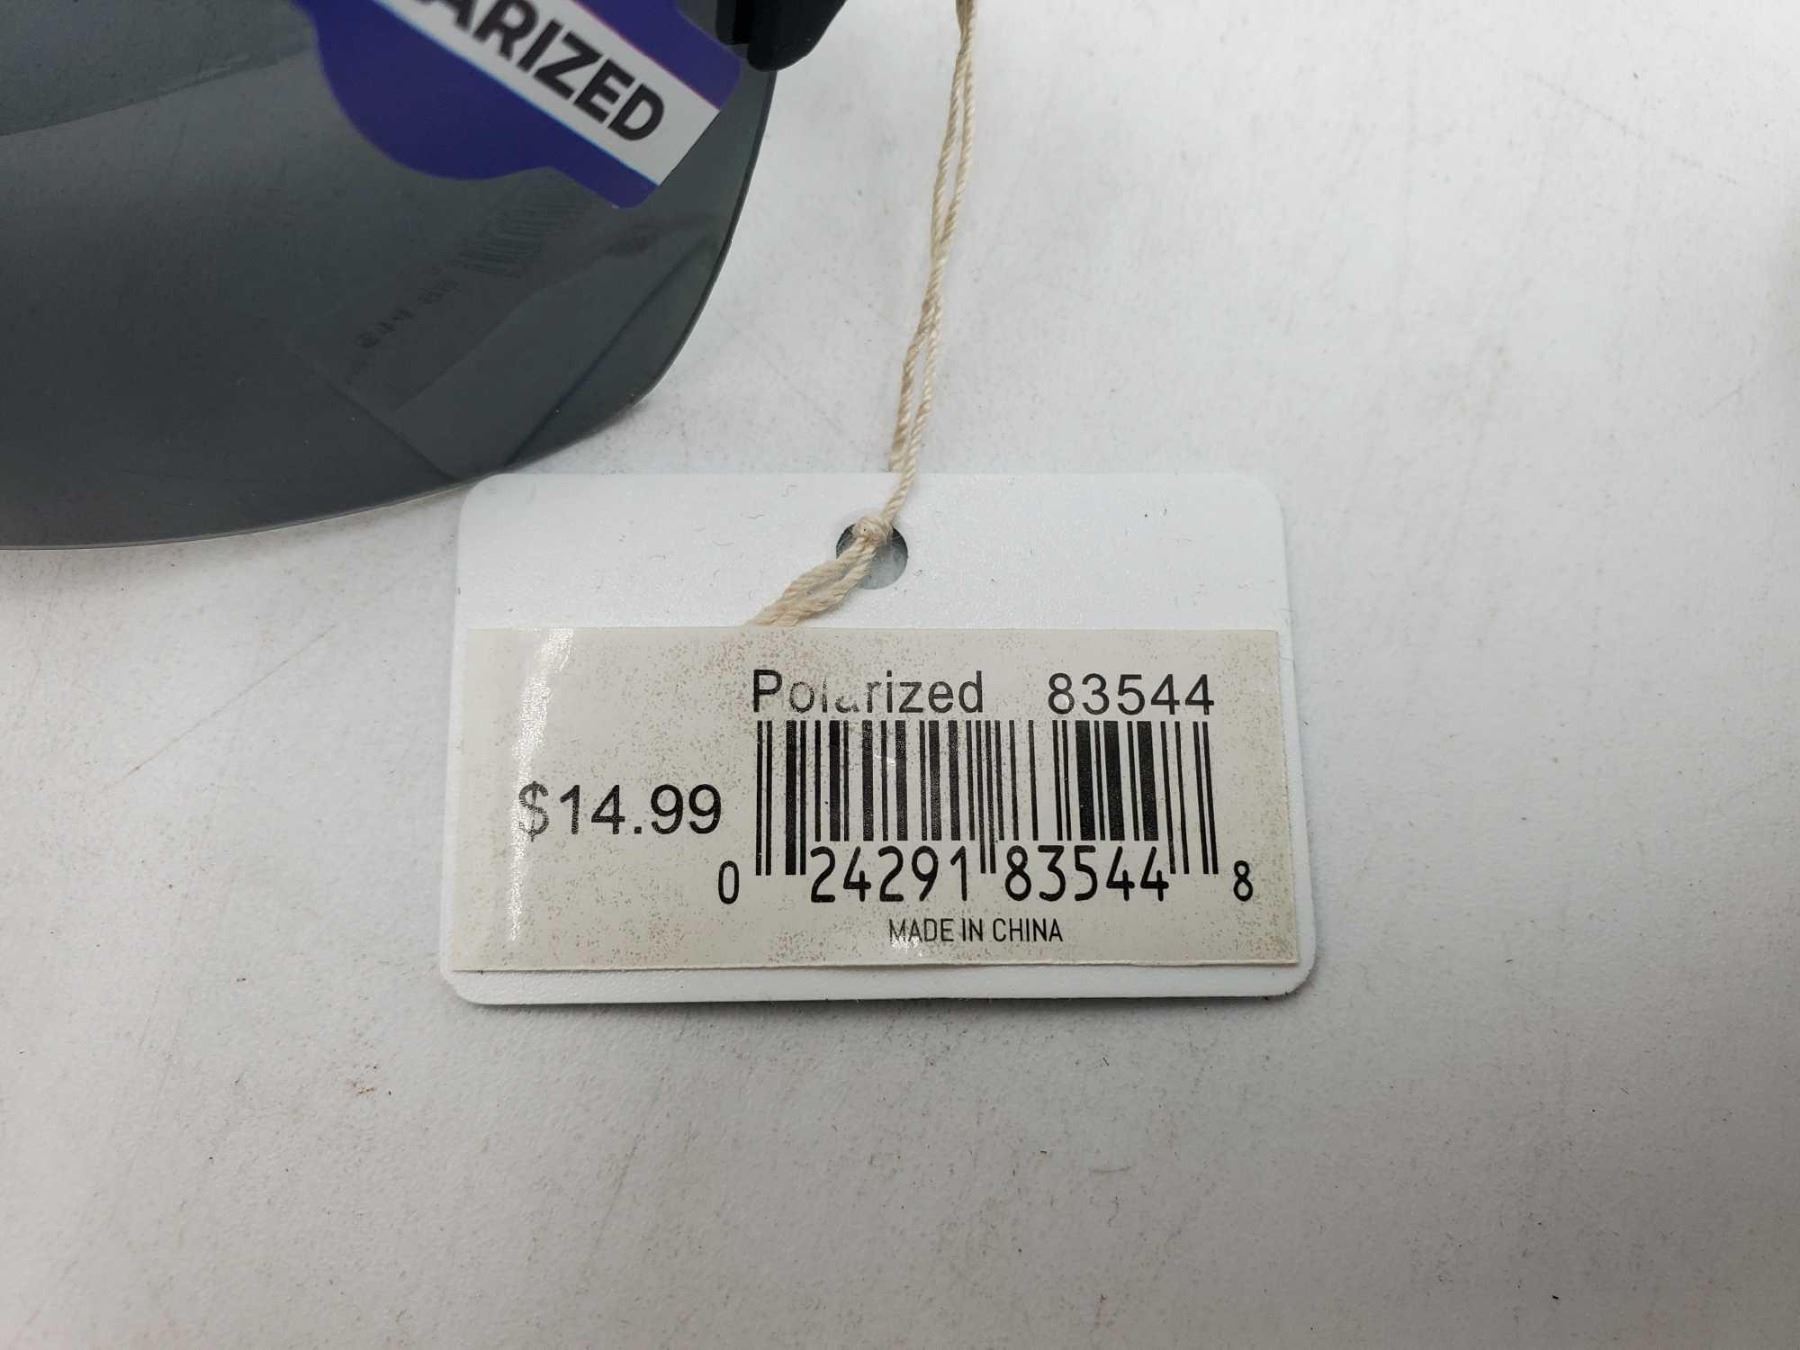 ARIZED
Polarized 83544
$14.99
0 24291 83544 8
MADE IN CHINA